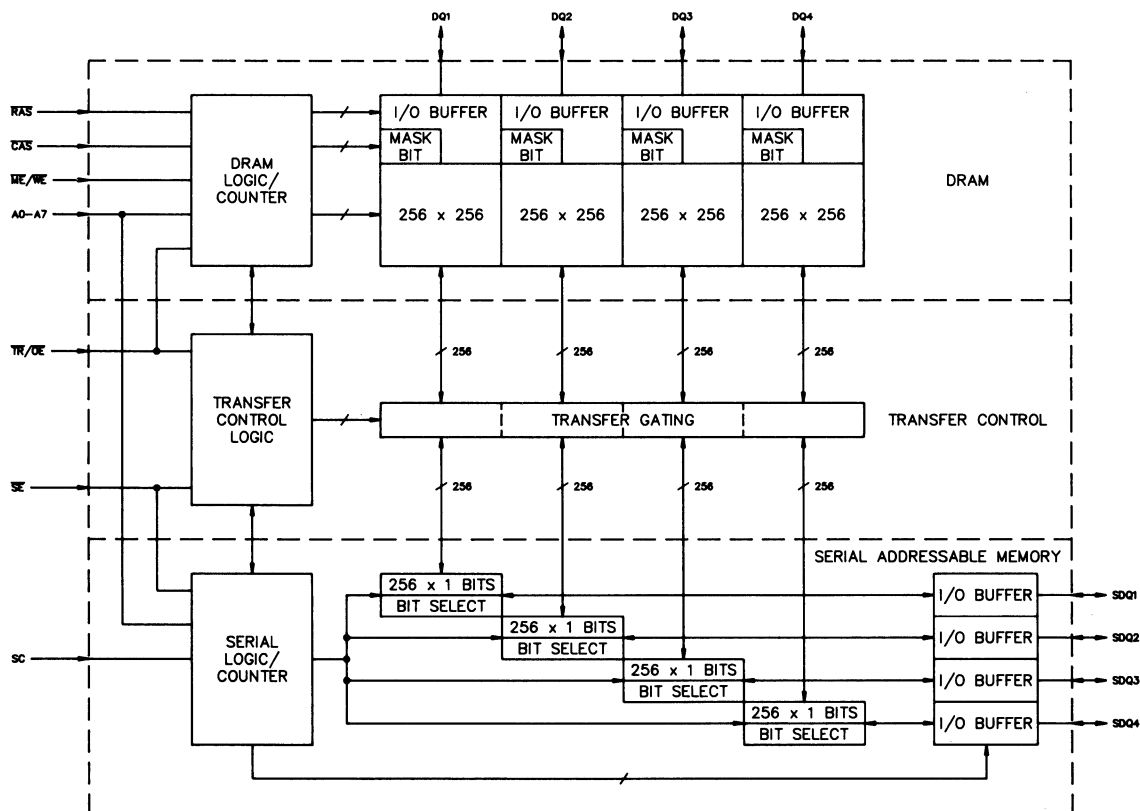 DQ1 DQ2 DQ3 DQ4
RAS
CAS
ME/WE
A0-A7
DRAM
LOGIC/
COUNTER
I/O BUFFER I/O BUFFER I/O BUFFER I/O BUFFER
MASK
BIT
MASK
BIT
MASK
BIT
MASK
BIT
256 x 256 256 x 256 256 x 256 256 x 256
DRAM
TR/OE
SE
TRANSFER
CONTROL
LOGIC
256 256 256 256
TRANSFER GATING
TRANSFER CONTROL
256 256 256 256
SERIAL ADDRESSABLE MEMORY
SC
SERIAL
LOGIC/
COUNTER
256 x 1 BITS
BIT SELECT
256 x 1 BITS
BIT SELECT
256 x 1 BITS
BIT SELECT
256 x 1 BITS
BIT SELECT
I/O BUFFER SDQ1
I/O BUFFER SDQ2
I/O BUFFER SDQ3
I/O BUFFER SDQ4